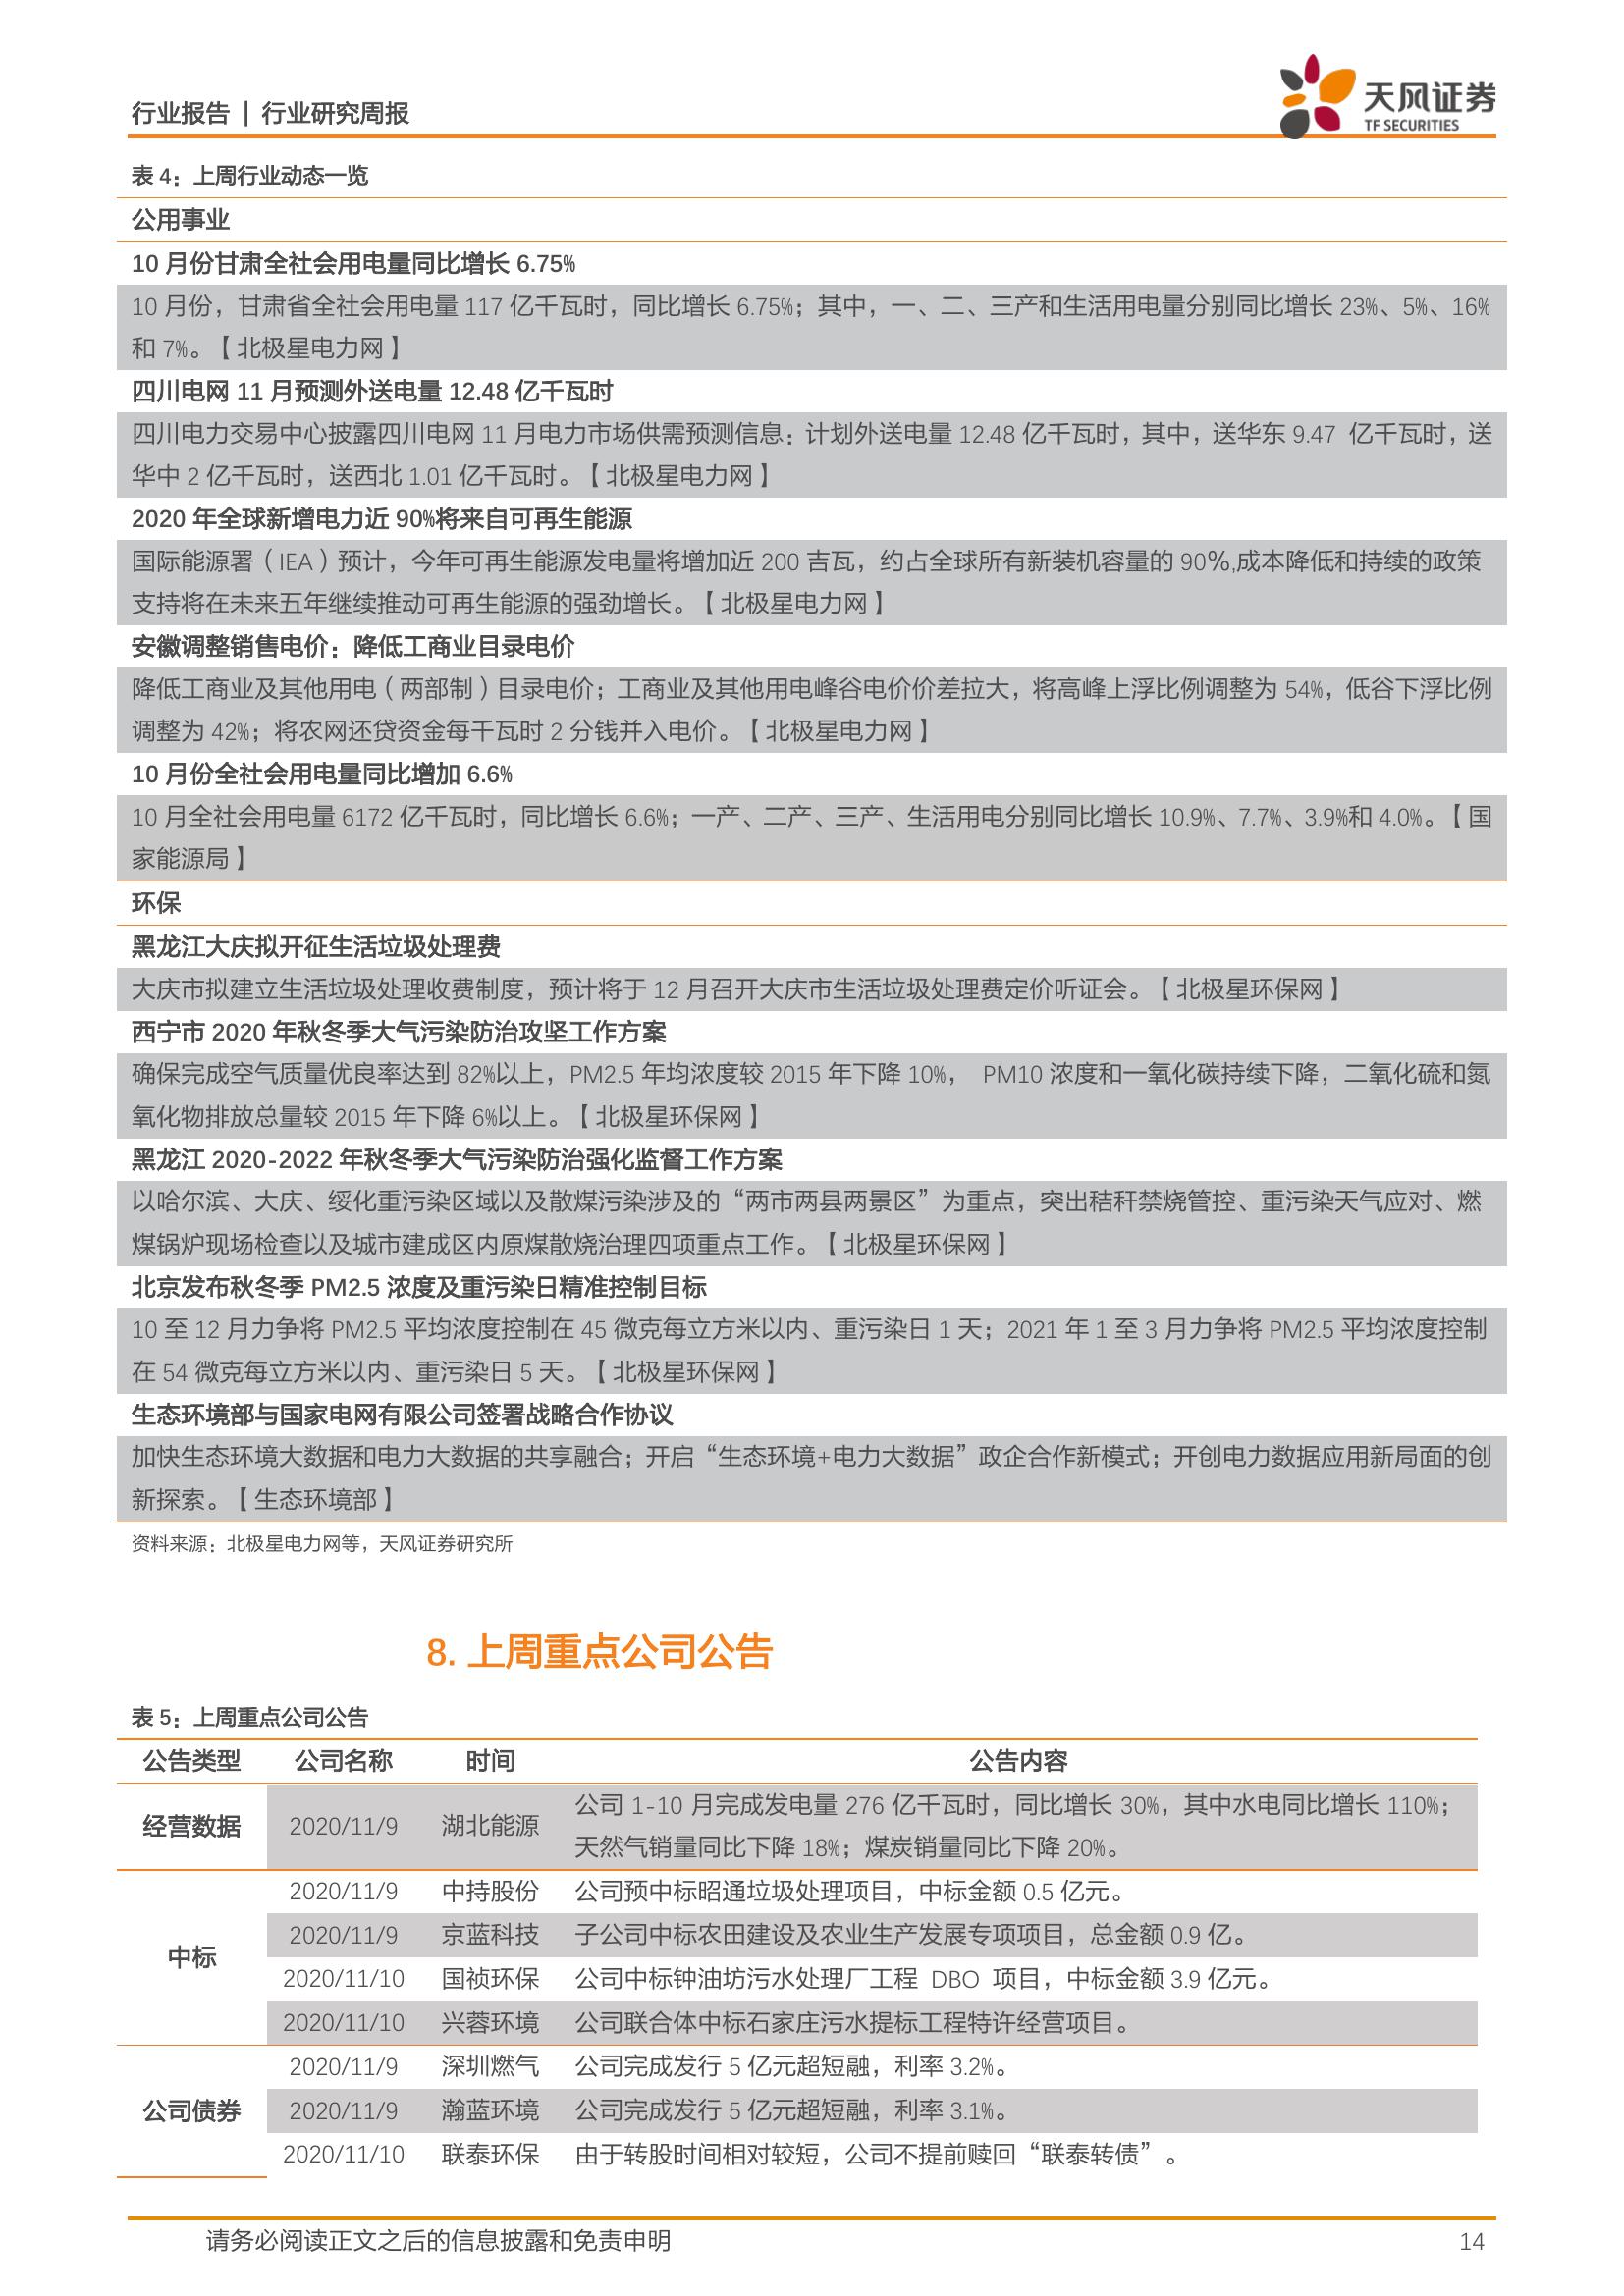 行业报告 | 行业研究周报
天风证券
TF SECURITIES
表 4：上周行业动态一览
公用事业
10 月份甘肃全社会用电量同比增长 6.75%
10 月份，甘肃省全社会用电量 117 亿千瓦时，同比增长 6.75%；其中，一、二、三产和生活用电量分别同比增长 23%、5%、16%
和 7%。【北极星电力网】
四川电网 11 月预测外送电量 12.48 亿千瓦时
四川电力交易中心披露四川电网 11 月电力市场供需预测信息：计划外送电量 12.48 亿千瓦时，其中，送华东 9.47 亿千瓦时，送
华中 2 亿千瓦时，送西北 1.01 亿千瓦时。【北极星电力网】
2020 年全球新增电力近 90%将来自可再生能源
国际能源署（IEA）预计，今年可再生能源发电量将增加近 200 吉瓦，约占全球所有新装机容量的 90%,成本降低和持续的政策
支持将在未来五年继续推动可再生能源的强劲增长。【北极星电力网】
安徽调整销售电价：降低工商业目录电价
降低工商业及其他用电（两部制）目录电价；工商业及其他用电峰谷电价价差拉大，将高峰上浮比例调整为 54%，低谷下浮比例
调整为 42%；将农网还贷资金每千瓦时 2 分钱并入电价。【北极星电力网】
10 月份全社会用电量同比增加 6.6%
10 月全社会用电量 6172 亿千瓦时，同比增长 6.6%；一产、二产、三产、生活用电分别同比增长 10.9%、7.7%、3.9%和 4.0%。【国
家能源局】
环保
黑龙江大庆拟开征生活垃圾处理费
大庆市拟建立生活垃圾处理收费制度，预计将于 12 月召开大庆市生活垃圾处理费定价听证会。【北极星环保网】
西宁市 2020 年秋冬季大气污染防治攻坚工作方案
确保完成空气质量优良率达到 82%以上，PM2.5 年均浓度较 2015 年下降 10%， PM10 浓度和一氧化碳持续下降，二氧化硫和氮
氧化物排放总量较 2015 年下降 6%以上。【北极星环保网】
黑龙江 2020-2022 年秋冬季大气污染防治强化监督工作方案
以哈尔滨、大庆、绥化重污染区域以及散煤污染涉及的“两市两县两景区”为重点，突出秸秆禁烧管控、重污染天气应对、燃
煤锅炉现场检查以及城市建成区内原煤散烧治理四项重点工作。【北极星环保网】
北京发布秋冬季 PM2.5 浓度及重污染日精准控制目标
10 至 12 月力争将 PM2.5 平均浓度控制在 45 微克每立方米以内、重污染日 1 天；2021 年 1 至 3 月力争将 PM2.5 平均浓度控制
在 54 微克每立方米以内、重污染日 5 天。【北极星环保网】
生态环境部与国家电网有限公司签署战略合作协议
加快生态环境大数据和电力大数据的共享融合；开启“生态环境+电力大数据”政企合作新模式；开创电力数据应用新局面的创
新探索。【生态环境部】
资料来源：北极星电力网等，天风证券研究所
8. 上周重点公司公告
表 5：上周重点公司公告
公告类型 公司名称 时间 公告内容
经营数据 2020/11/9 湖北能源 公司 1-10 月完成发电量 276 亿千瓦时，同比增长 30%，其中水电同比增长 110%；
天然气销量同比下降 18%；煤炭销量同比下降 20%。
中标 2020/11/9 中持股份 公司预中标昭通垃圾处理项目，中标金额 0.5 亿元。
2020/11/9 京蓝科技 子公司中标农田建设及农业生产发展专项项目，总金额 0.9 亿。
2020/11/10 国祯环保 公司中标钟油坊污水处理厂工程 DBO 项目，中标金额 3.9 亿元。
2020/11/10 兴蓉环境 公司联合体中标石家庄污水提标工程特许经营项目。
公司债券 2020/11/9 深圳燃气 公司完成发行 5 亿元超短融，利率 3.2%。
2020/11/9 瀚蓝环境 公司完成发行 5 亿元超短融，利率 3.1%。
2020/11/10 联泰环保 由于转股时间相对较短，公司不提前赎回“联泰转债”。
请务必阅读正文之后的信息披露和免责申明 14